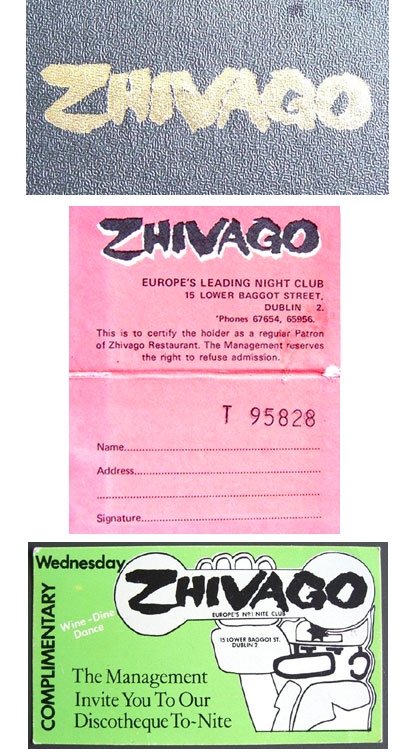 ZHIVAGO
ZHIVAGO
EUROPE'S LEADING NIGHT CLUB
15 LOWER BAGGOT STREET,
DUBLIN 2.
'Phones 67654, 65956.
This is to certify the holder as a regular Patron
of Zhivago Restaurant. The Management reserves
the right to refuse admission.
T 95828
Name
Address
Signature
COMPLIMENTARY
Wednesday
ZHIVAGO
EUROPE'S Nº1 NITE CLUB
Wine-Dine
Dance
15 LOWER BAGGOT ST.
DUBLIN 2
The Management
Invite You To Our
Discotheque To-Nite